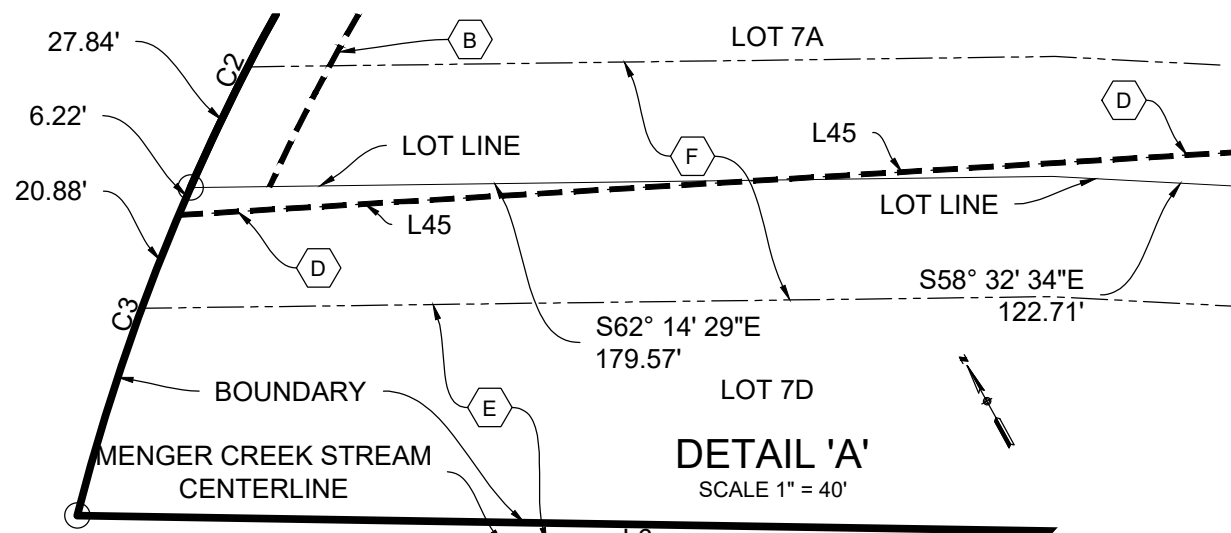 27.84'
C2
B
LOT 7A
6.22'
LOT LINE
L45
D
F
20.88'
L45
LOT LINE
D
S58° 32' 34"E
122.71'
C3
S62° 14' 29"E
179.57'
BOUNDARY
E
LOT 7D
MENGER CREEK STREAM
CENTERLINE
DETAIL 'A'
SCALE 1" = 40'